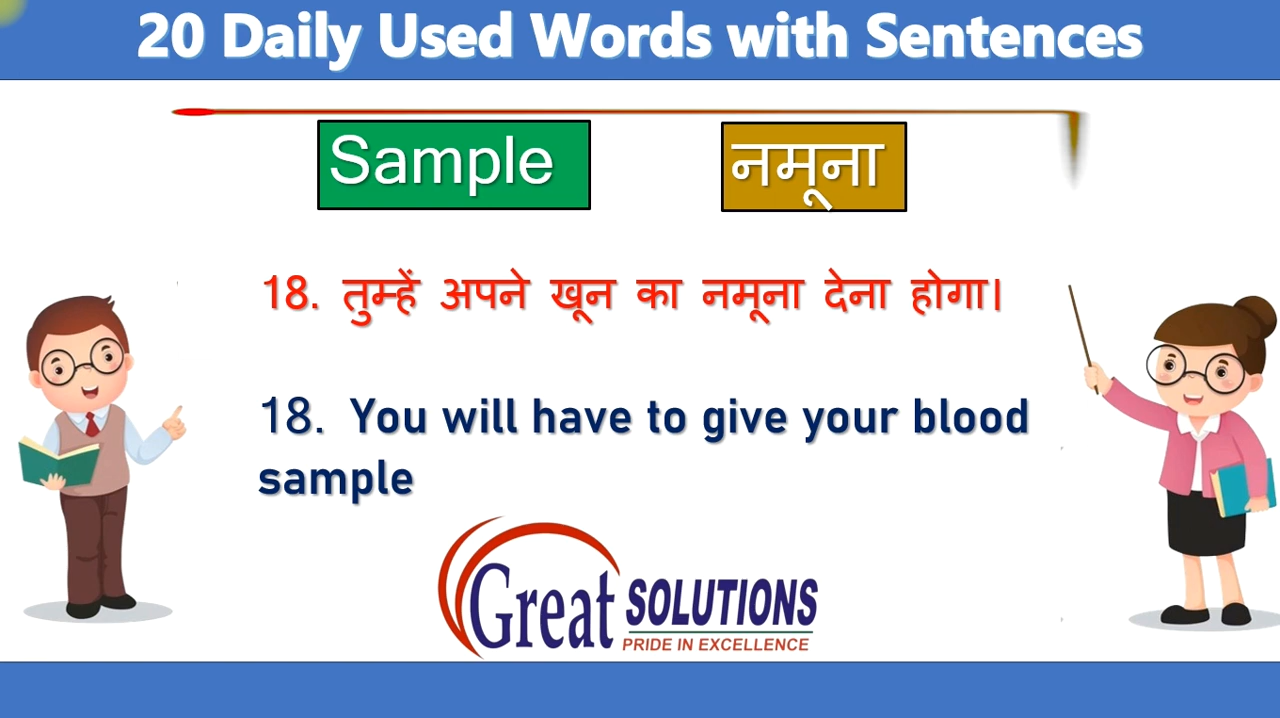 20 Daily Used Words with Sentences
Sample
नमूना
18. तुम्हें अपने खून का नमूना देना होगा।
18. You will have to give your blood
sample
Great SOLUTIONS
PRIDE IN EXCELLENCE